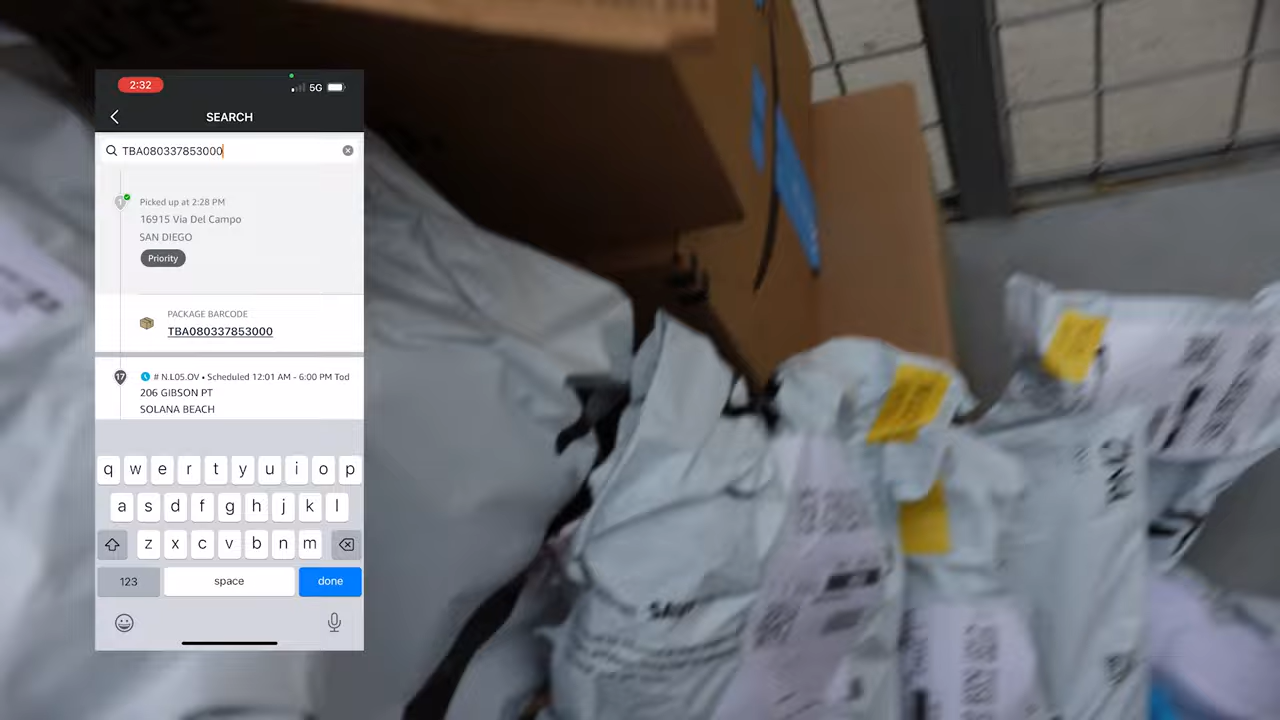 2:32
5G
SEARCH
TBA080337853000
1
Picked up at 2:28 PM
16915 Via Del Campo
SAN DIEGO
Priority
PACKAGE BARCODE
TBA080337853000
17
# N.L05.OV • Scheduled 12:01 AM - 6:00 PM Tod
206 GIBSON PT
SOLANA BEACH
q w e r t y u i o p
a s d f g h j k l
z x c v b n m
123
space
done